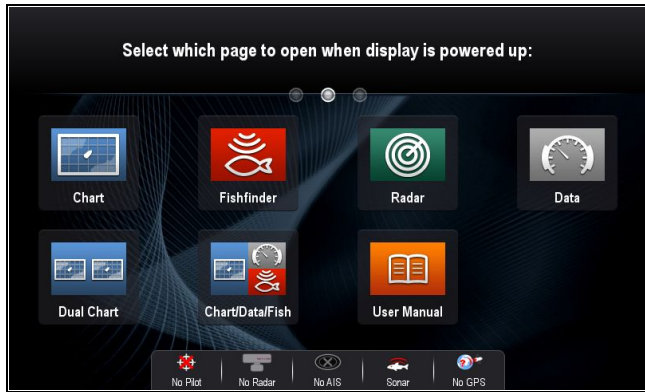 Select which page to open when display is powered up:
Chart
Fishfinder
Radar
Data
Dual Chart
Chart/Data/Fish
User Manual
No Pilot
No Radar
No AIS
Sonar
No GPS